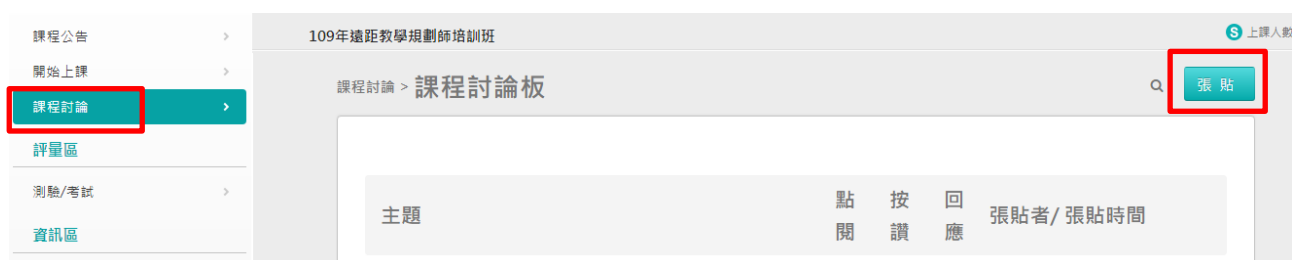 課程公告
開始上課
課程討論
評量區
測驗/考試
資訊區
109年遠距教學規劃師培訓班
S 上課人數
課程討論 > 課程討論板
張 貼
主題
點閱
按讚
回應
張貼者/ 張貼時間